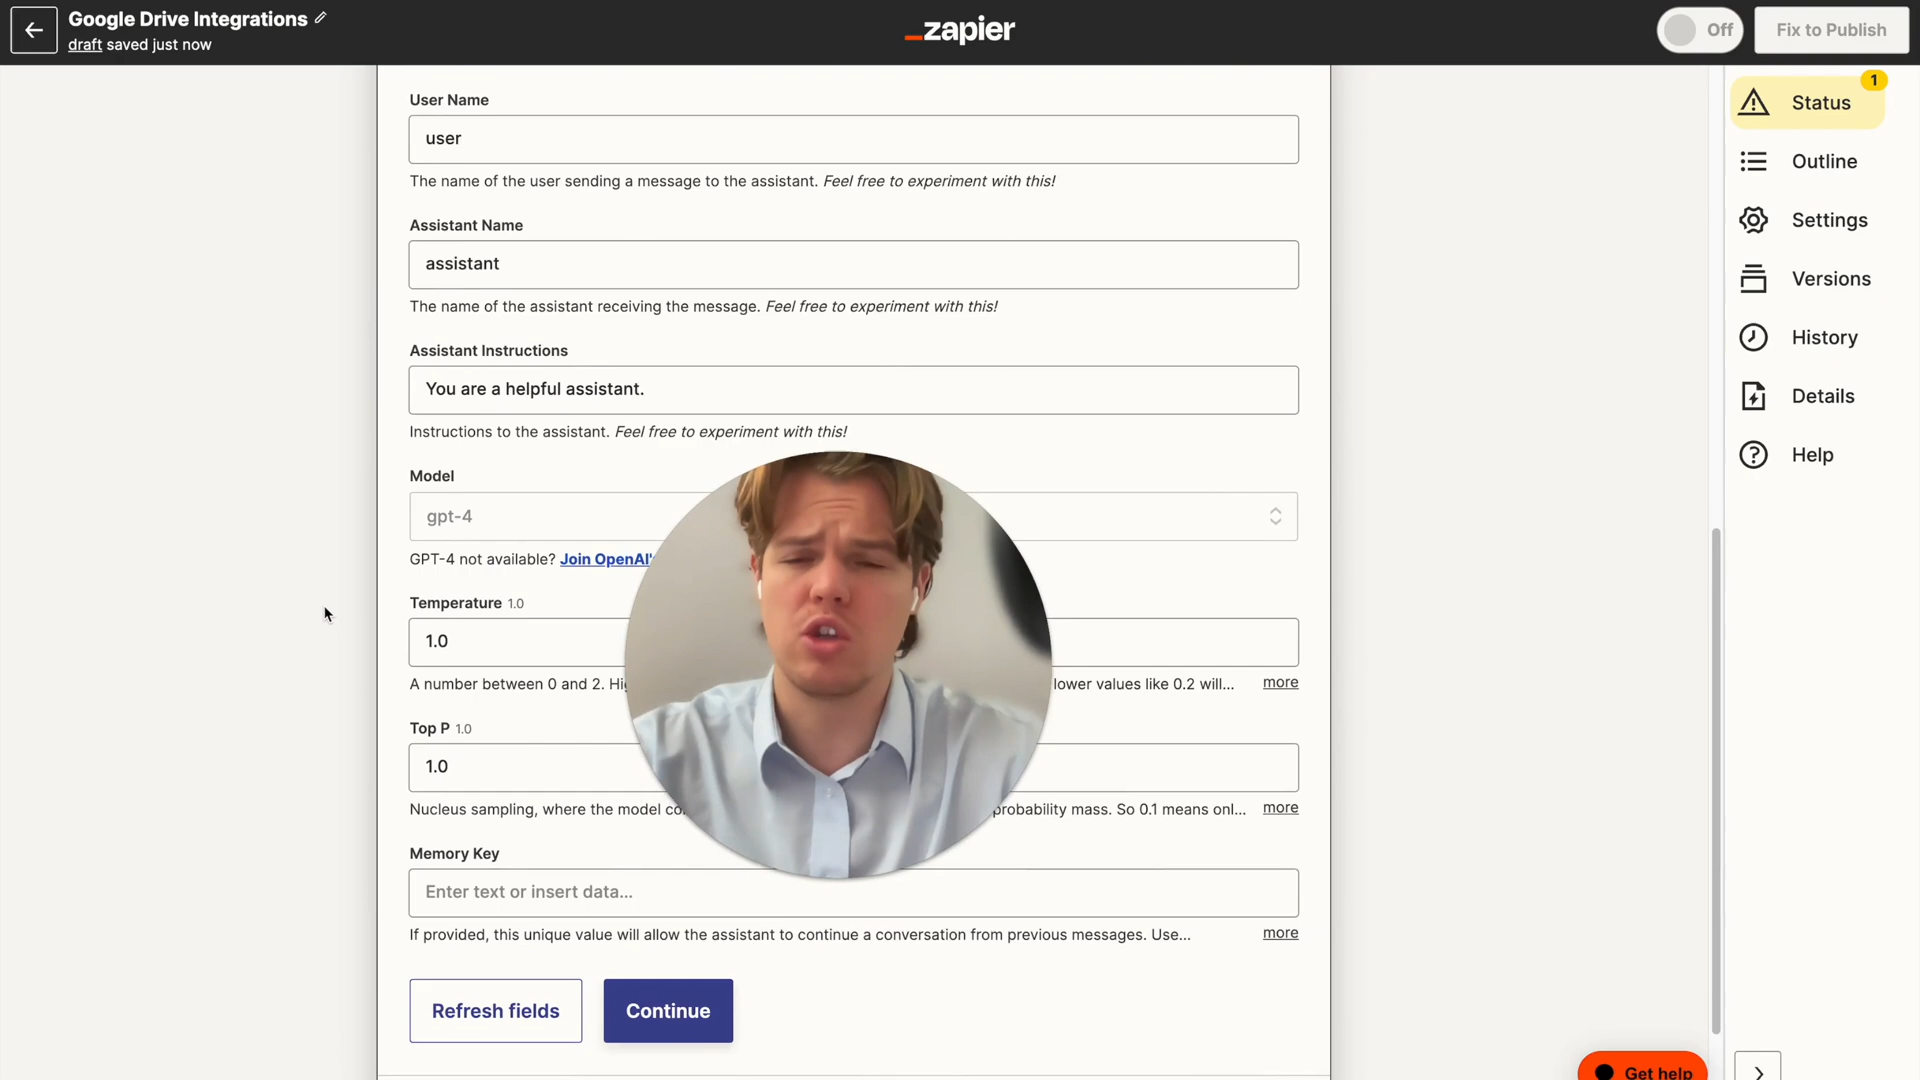 Google Drive Integrations
draft saved just now
zapier
Off
Fix to Publish
User Name
user
The name of the user sending a message to the assistant. Feel free to experiment with this!
Assistant Name
assistant
The name of the assistant receiving the message. Feel free to experiment with this!
Assistant Instructions
You are a helpful assistant.
Instructions to the assistant. Feel free to experiment with this!
Model
gpt-4
GPT-4 not available? Join OpenAI's
Temperature 1.0
1.0
A number between 0 and 2. lower values like 0.2 will... more
Top P 1.0
1.0
Nucleus sampling, where the model probability mass. So 0.1 means onl... more
Memory Key
Enter text or insert data...
If provided, this unique value will allow the assistant to continue a conversation from previous messages. Use... more
Refresh fields
Continue
1
Status
Outline
Settings
Versions
History
Details
Help
Get help